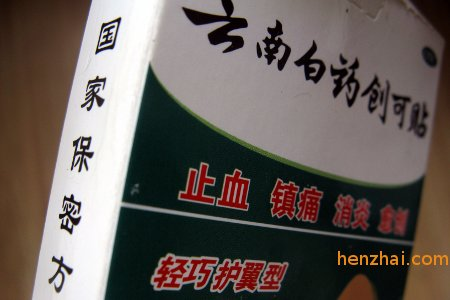 国家保密方
云南白药创可贴
止血 镇痛 消炎 愈创
轻巧护翼型
henzhai.com